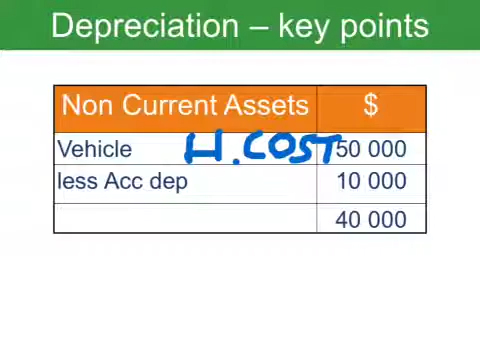 Depreciation – key points
Non Current Assets $
Vehicle H.COST 50 000
less Acc dep 10 000
40 000